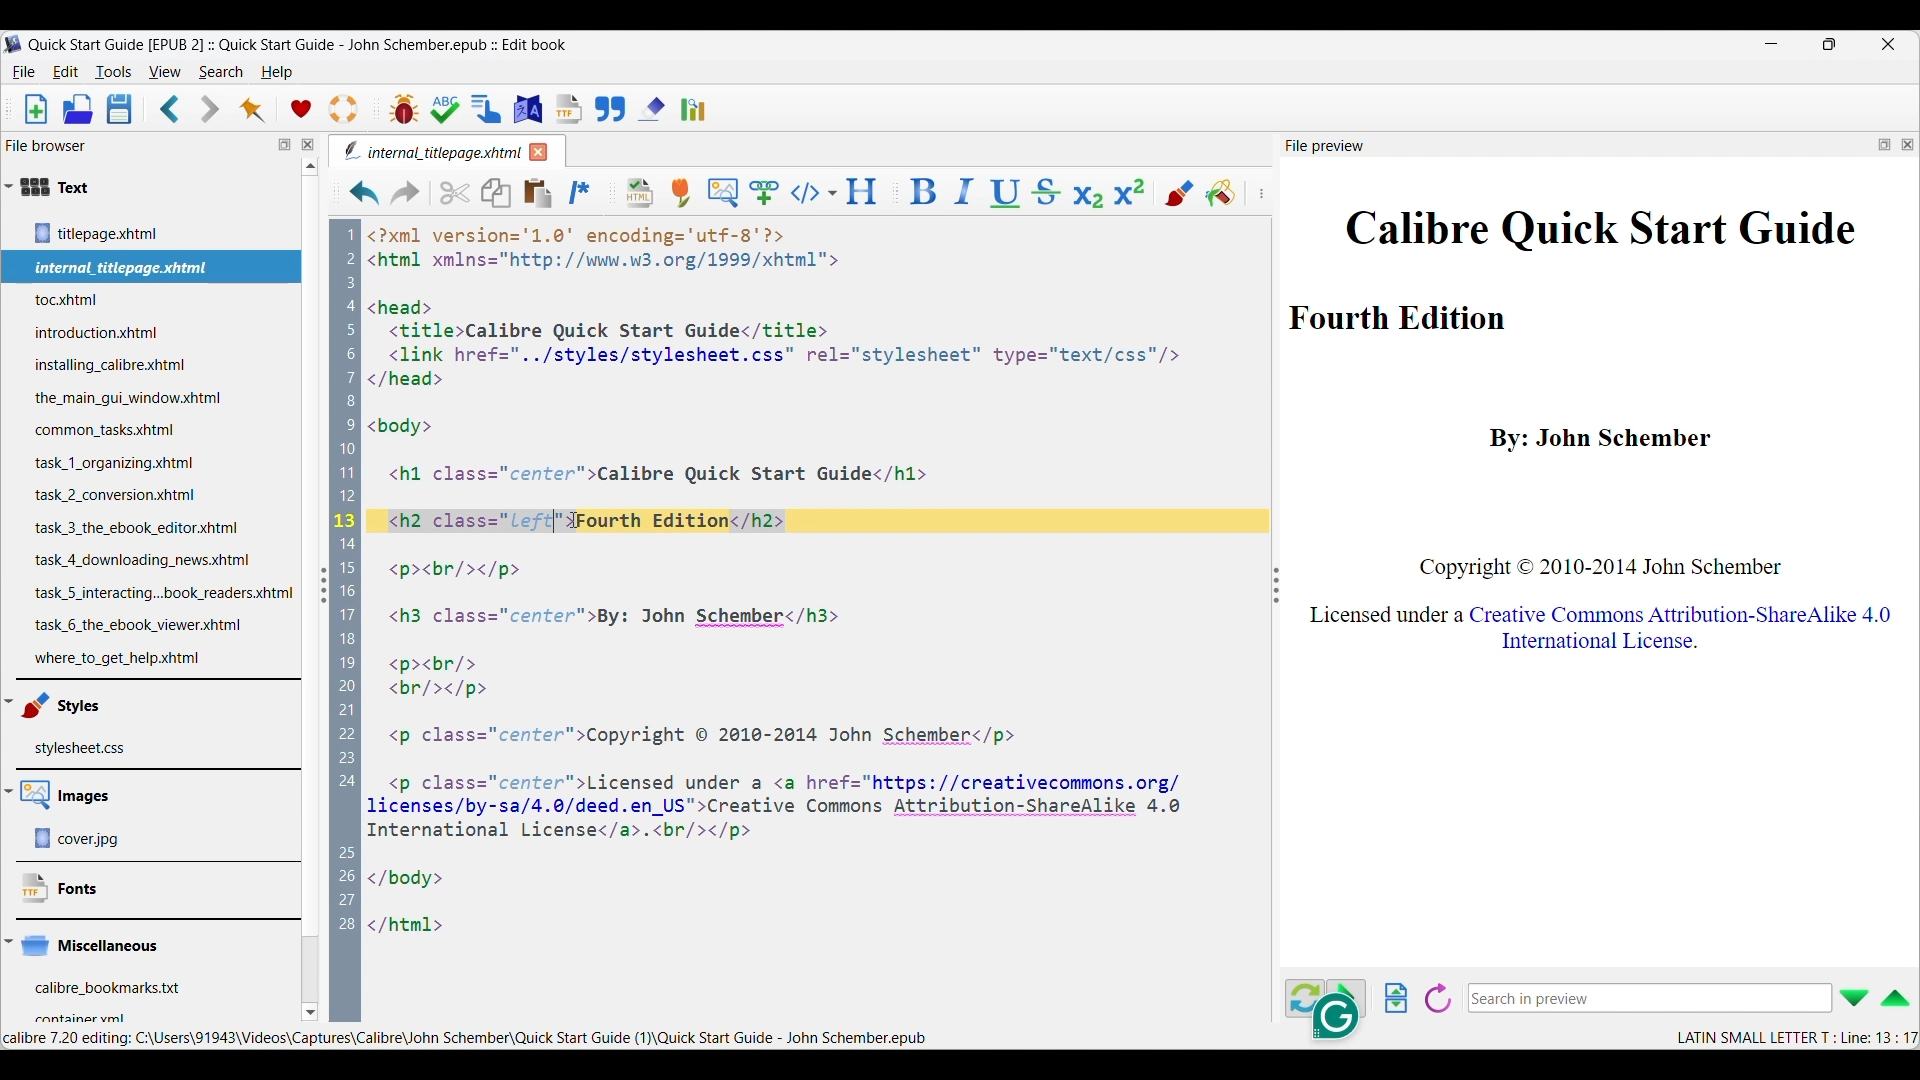 Quick Start Guide [EPUB 2] :: Quick Start Guide - John Schember.epub :: Edit book
File Edit Tools View Search Help
ABC
A
TTF
File browser
Text
titlepage.xhtml
internal_titlepage.xhtml
toc.xhtml
introduction.xhtml
installing_calibre.xhtml
the_main_gui_window.xhtml
common_tasks.xhtml
task_1_organizing.xhtml
task_2_conversion.xhtml
task_3_the_ebook_editor.xhtml
task_4_downloading_news.xhtml
task_5_interacting...book_readers.xhtml
task_6_the_ebook_viewer.xhtml
where_to_get_help.xhtml
Styles
stylesheet.css
Images
cover.jpg
TTF
Fonts
Miscellaneous
calibre_bookmarks.txt
container.xml
internal_titlepage.xhtml
/* HTML </> H B I U S X2 X2
1 <?xml version='1.0' encoding='utf-8'?>
2 <html xmlns="http://www.w3.org/1999/xhtml">
3
4 <head>
5 <title>Calibre Quick Start Guide</title>
6 <link href="../styles/stylesheet.css" rel="stylesheet" type="text/css"/>
7 </head>
8
9 <body>
10
11 <h1 class="center">Calibre Quick Start Guide</h1>
12
13 <h2 class="left">Fourth Edition</h2>
14
15 <p><br/></p>
16
17 <h3 class="center">By: John Schember</h3>
18
19 <p><br/>
20 <br/></p>
21
22 <p class="center">Copyright © 2010-2014 John Schember</p>
23
24 <p class="center">Licensed under a <a href="https://creativecommons.org/
licenses/by-sa/4.0/deed.en_US">Creative Commons Attribution-ShareAlike 4.0
International License</a>.<br/></p>
25
26 </body>
27
28 </html>
File preview
Calibre Quick Start Guide
Fourth Edition
By: John Schember
Copyright © 2010-2014 John Schember
Licensed under a Creative Commons Attribution-ShareAlike 4.0
International License.
G
Search in preview
calibre 7.20 editing: C:\Users\91943\Videos\Captures\Calibre\John Schember\Quick Start Guide (1)\Quick Start Guide - John Schember.epub
LATIN SMALL LETTER T : Line: 13 : 17